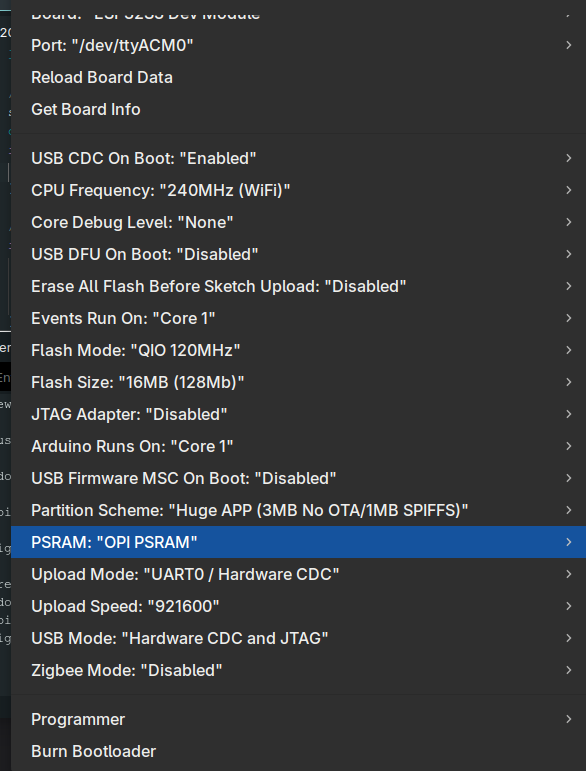 Board: "ESP32S3 Dev Module"
Port: "/dev/ttyACM0"
Reload Board Data
Get Board Info
USB CDC On Boot: "Enabled"
CPU Frequency: "240MHz (WiFi)"
Core Debug Level: "None"
USB DFU On Boot: "Disabled"
Erase All Flash Before Sketch Upload: "Disabled"
Events Run On: "Core 1"
Flash Mode: "QIO 120MHz"
Flash Size: "16MB (128Mb)"
JTAG Adapter: "Disabled"
Arduino Runs On: "Core 1"
USB Firmware MSC On Boot: "Disabled"
Partition Scheme: "Huge APP (3MB No OTA/1MB SPIFFS)"
PSRAM: "OPI PSRAM"
Upload Mode: "UART0 / Hardware CDC"
Upload Speed: "921600"
USB Mode: "Hardware CDC and JTAG"
Zigbee Mode: "Disabled"
Programmer
Burn Bootloader